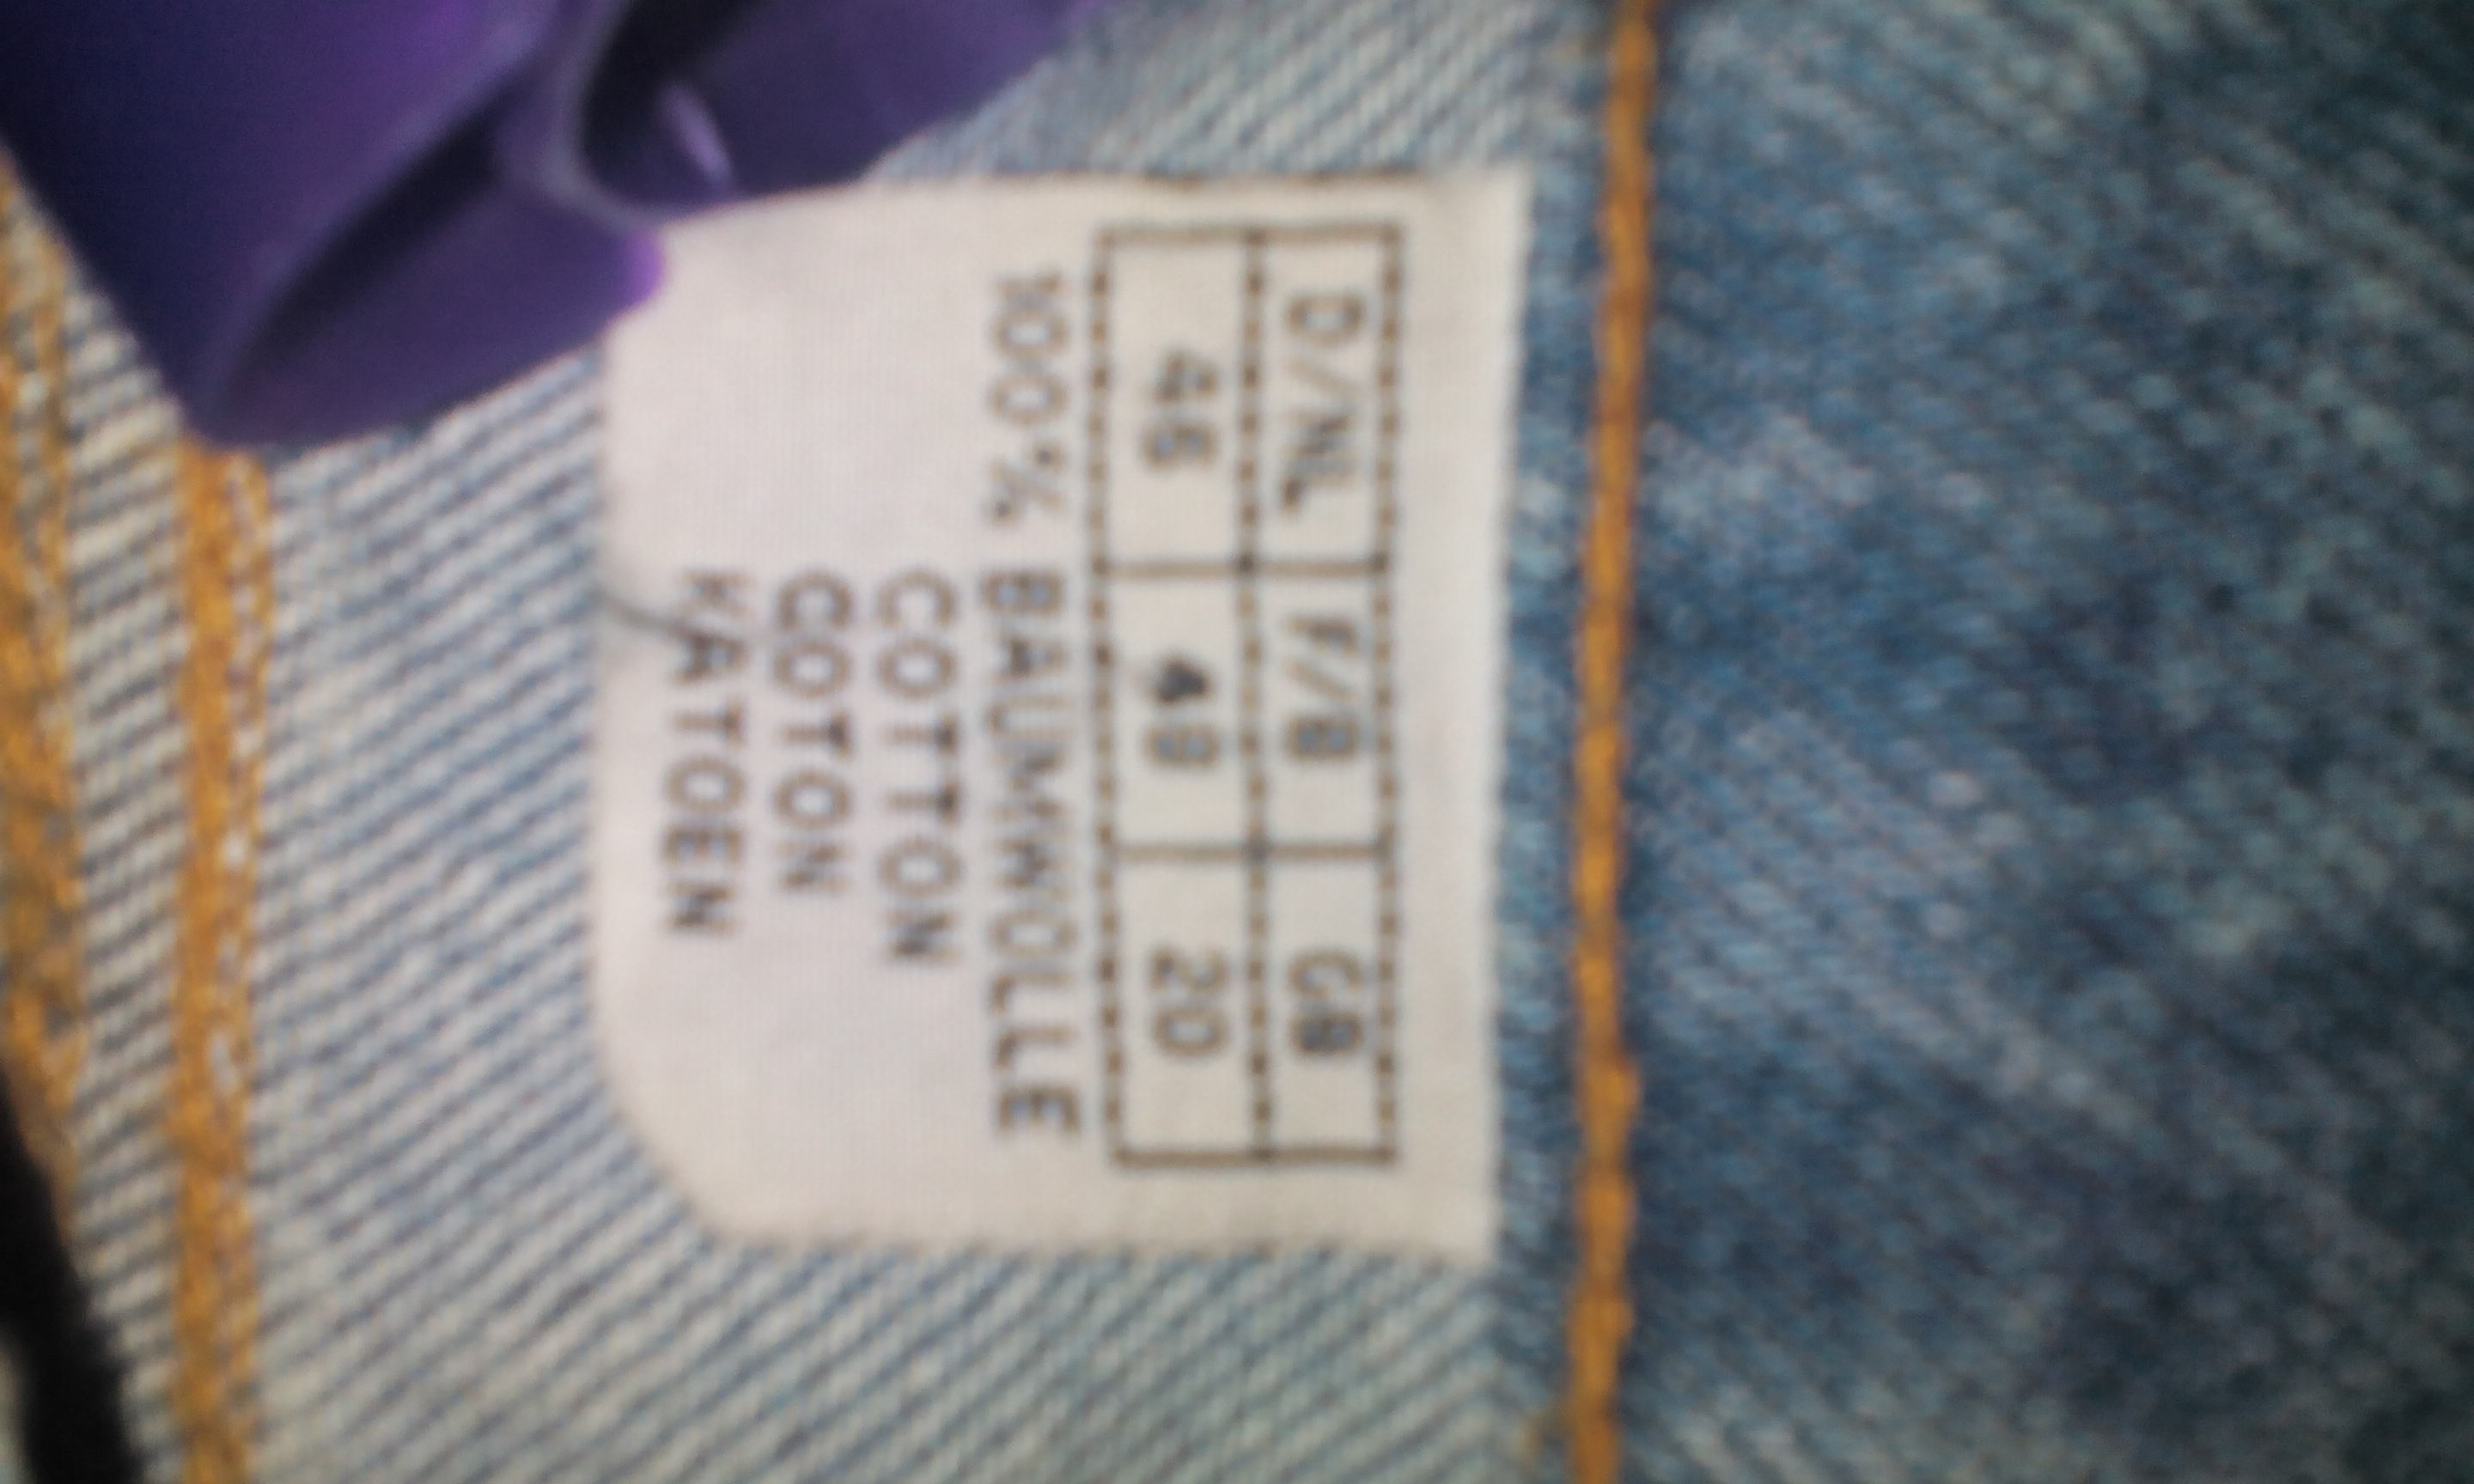 D/NL F/B GB
46 48 20
100% BAUMWOLLE
COTTON
COTON
KATOEN